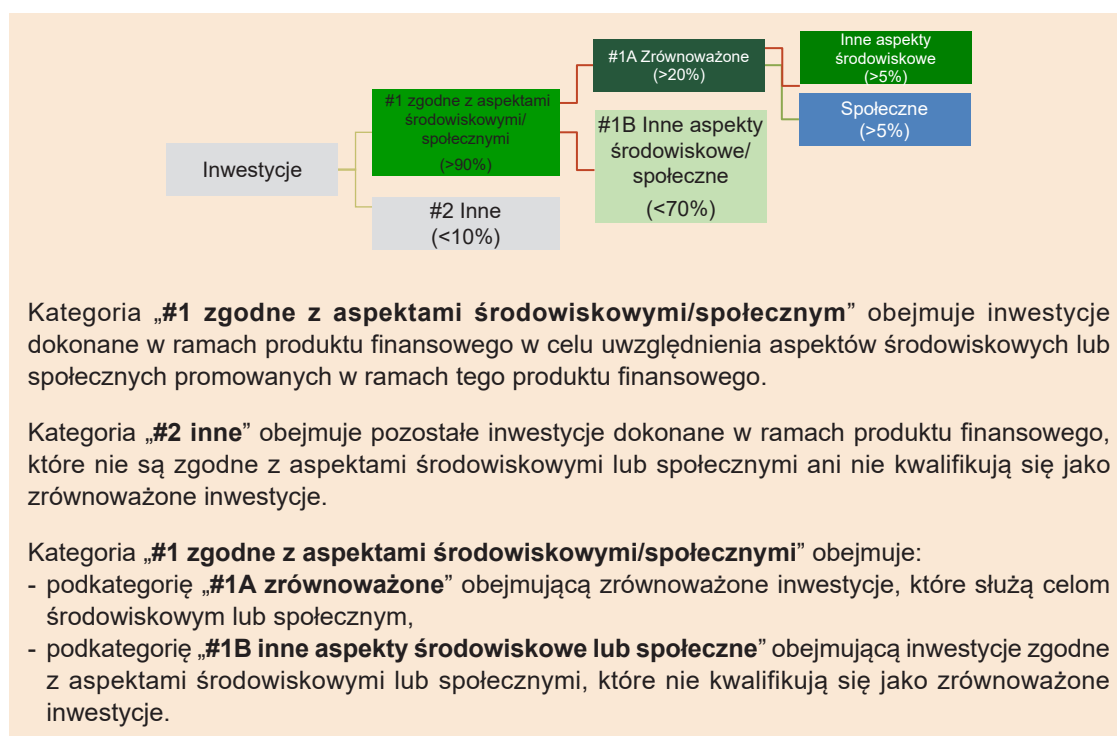 Inwestycje
#1 zgodne z aspektami
środowiskowymi/
społecznymi
(>90%)
#2 Inne
(<10%)
#1A Zrównoważone
(>20%)
#1B Inne aspekty
środowiskowe/
społeczne
(<70%)
Inne aspekty
środowiskowe
(>5%)
Społeczne
(>5%)
Kategoria „#1 zgodne z aspektami środowiskowymi/społecznym” obejmuje inwestycje
dokonane w ramach produktu finansowego w celu uwzględnienia aspektów środowiskowych lub
społecznych promowanych w ramach tego produktu finansowego.
Kategoria „#2 inne” obejmuje pozostałe inwestycje dokonane w ramach produktu finansowego,
które nie są zgodne z aspektami środowiskowymi lub społecznymi ani nie kwalifikują się jako
zrównoważone inwestycje.
Kategoria „#1 zgodne z aspektami środowiskowymi/społecznymi” obejmuje:
- podkategorię „#1A zrównoważone” obejmującą zrównoważone inwestycje, które służą celom
środowiskowym lub społecznym,
- podkategorię „#1B inne aspekty środowiskowe lub społeczne” obejmującą inwestycje zgodne
z aspektami środowiskowymi lub społecznymi, które nie kwalifikują się jako zrównoważone
inwestycje.